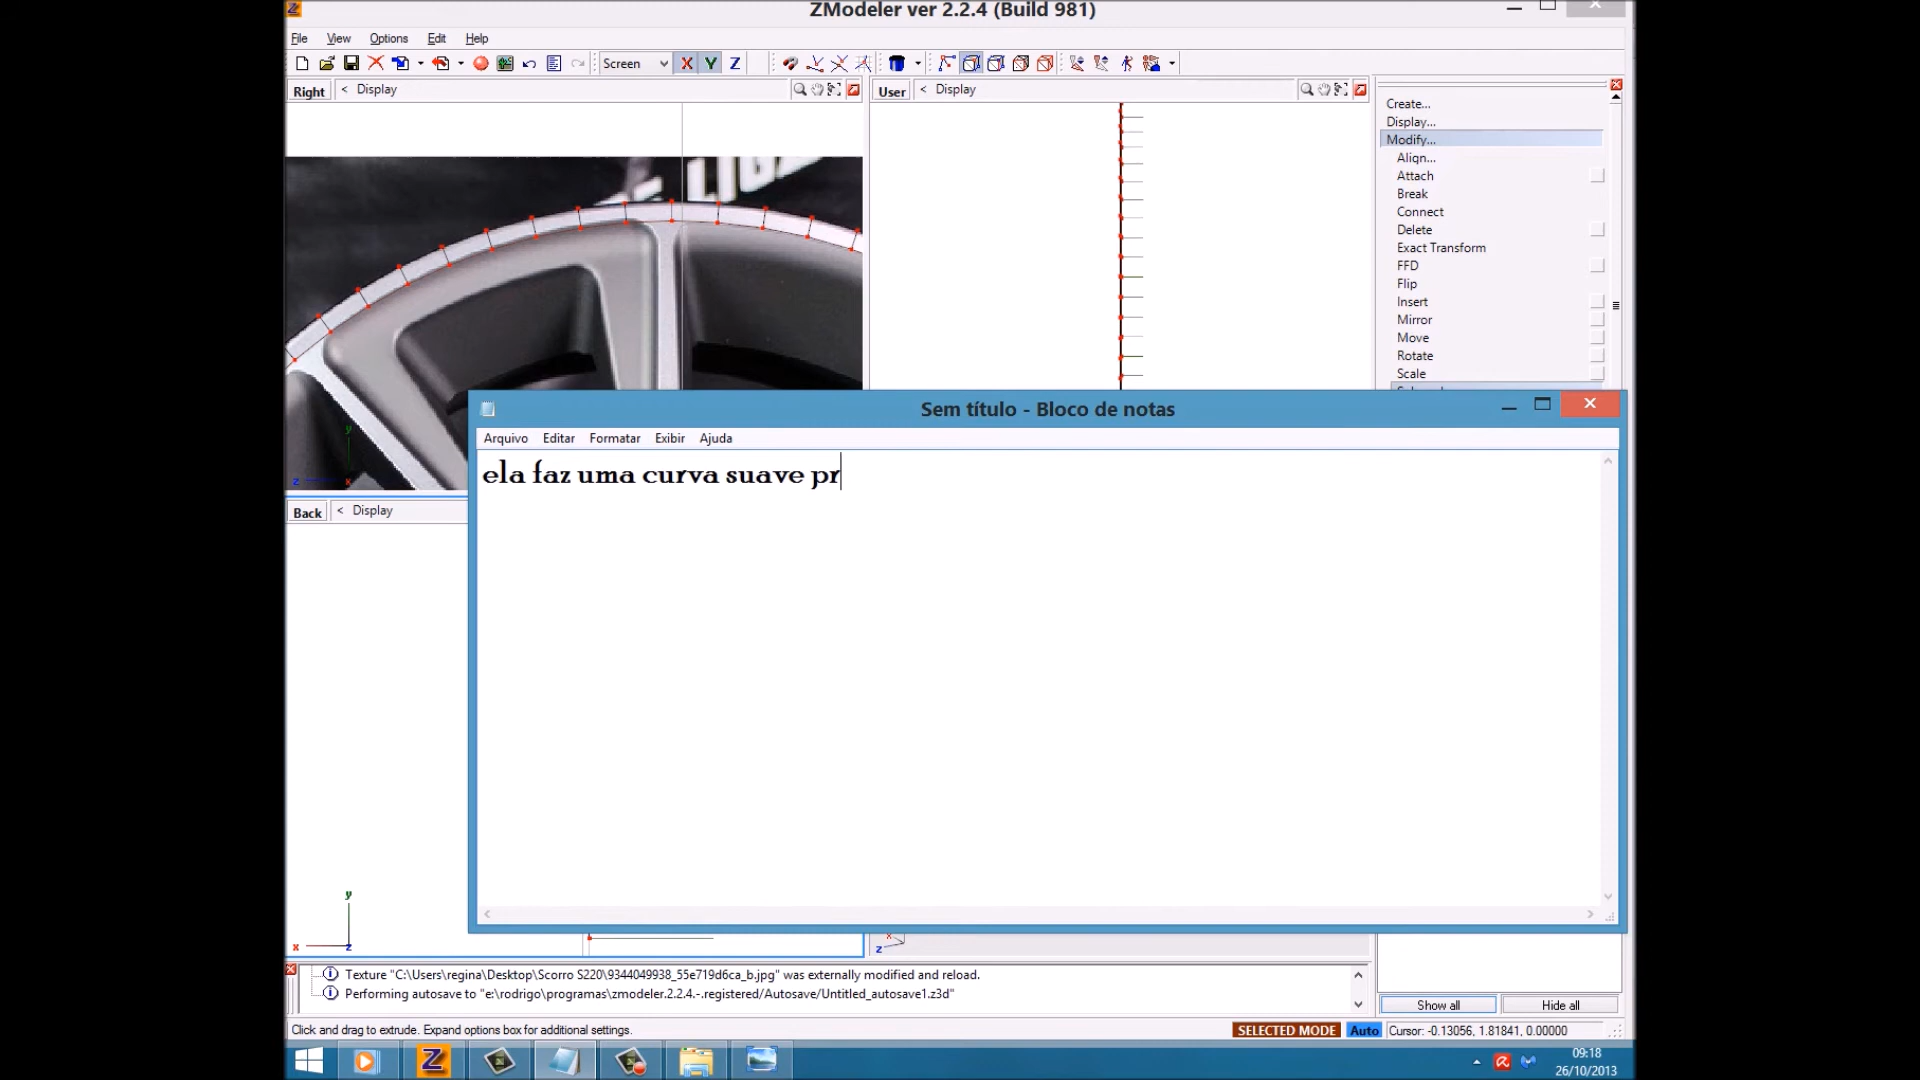 ZModeler ver 2.2.4 (Build 981)
File View Options Edit Help
Screen X Y Z
Right < Display
User < Display
LIGA
Create...
Display...
Modify...
Align...
Attach
Break
Connect
Delete
Exact Transform
FFD
Flip
Insert
Mirror
Move
Rotate
Scale
Sem título - Bloco de notas
Arquivo Editar Formatar Exibir Ajuda
ela faz uma curva suave pr
y
z x
Back < Display
y
x z
x
z
Texture "C:\Users\regina\Desktop\Scorro S220\9344049938_55e719d6ca_b.jpg" was externally modified and reload.
Performing autosave to "e:\rodrigo\programas\zmodeler.2.2.4.-.registered/Autosave/Untitled_autosave1.z3d"
Show all Hide all
Click and drag to extrude. Expand options box for additional settings.
SELECTED MODE Auto Cursor: -0.13056, 1.81841, 0.00000
09:18
26/10/2013